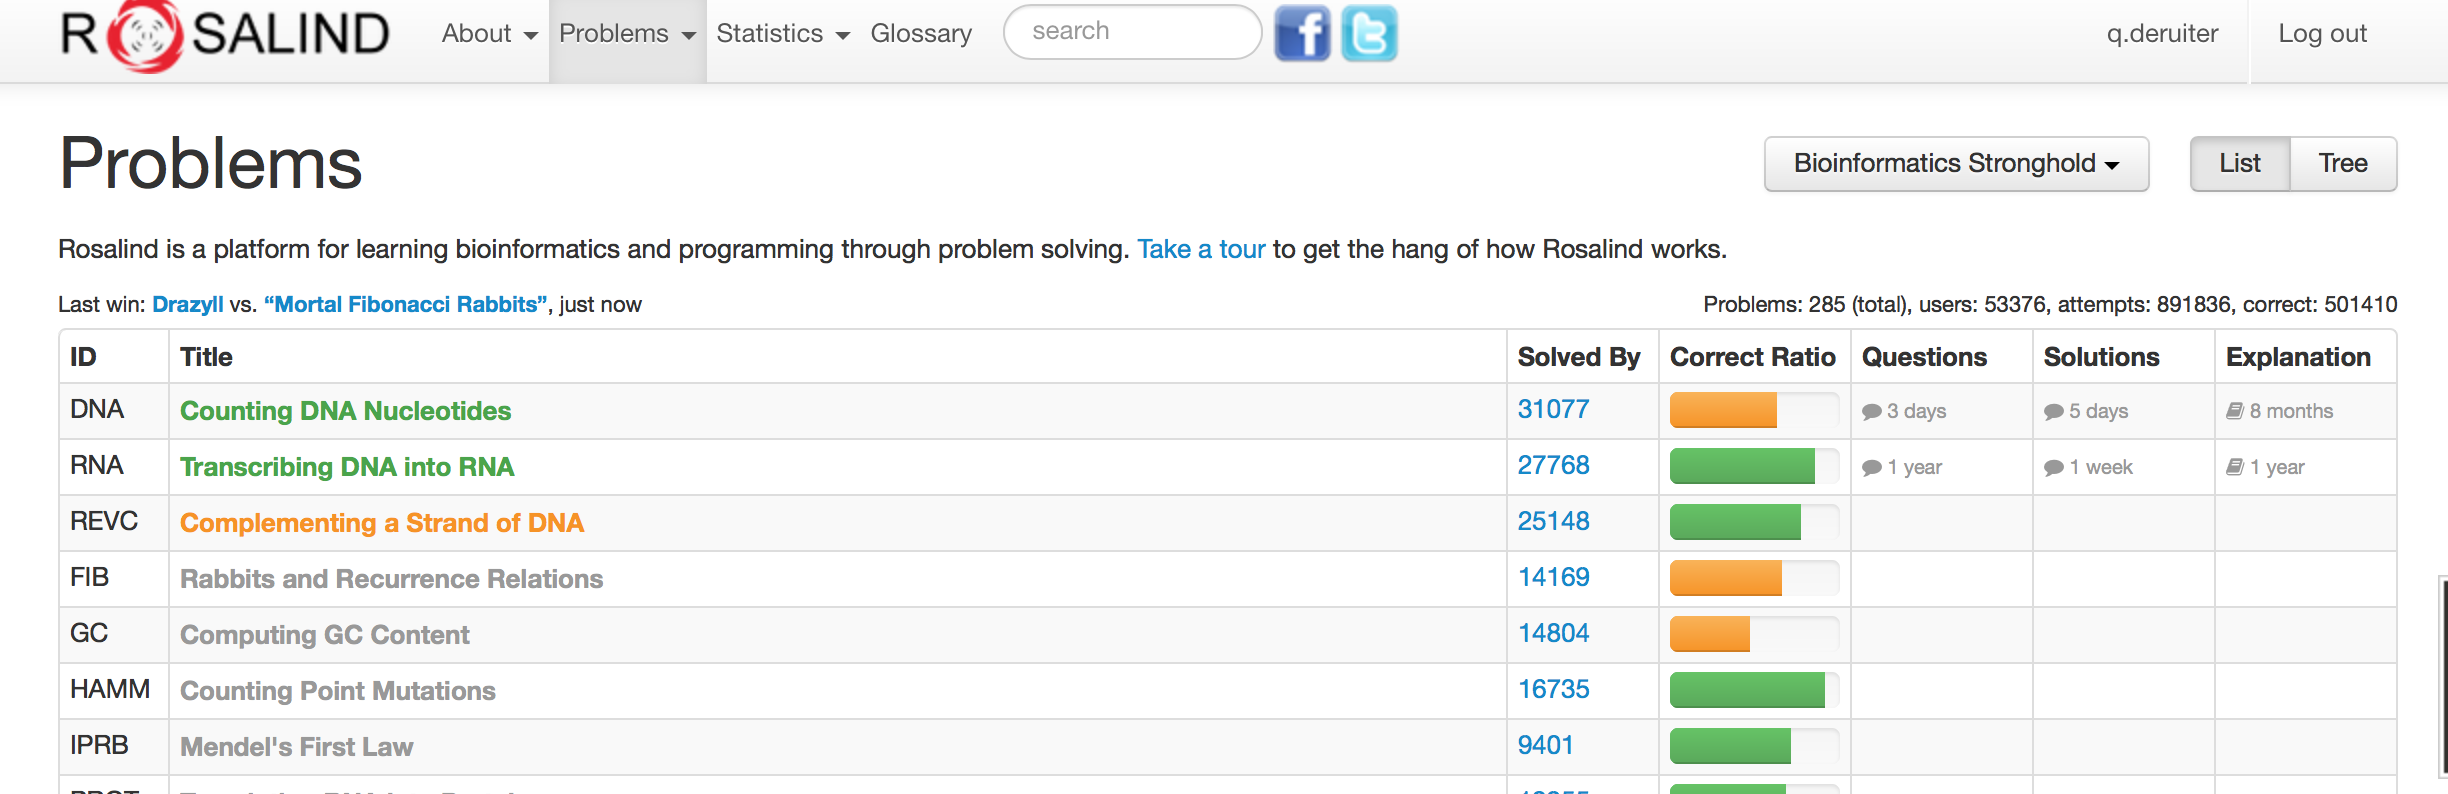 ROSALIND About Problems Statistics Glossary search q.deruiter Log out
Problems
Bioinformatics Stronghold List Tree
Rosalind is a platform for learning bioinformatics and programming through problem solving. Take a tour to get the hang of how Rosalind works.
Last win: Drazyll vs. “Mortal Fibonacci Rabbits”, just now
Problems: 285 (total), users: 53376, attempts: 891836, correct: 501410
ID Title Solved By Correct Ratio Questions Solutions Explanation
DNA Counting DNA Nucleotides 31077 3 days 5 days 8 months
RNA Transcribing DNA into RNA 27768 1 year 1 week 1 year
REVC Complementing a Strand of DNA 25148
FIB Rabbits and Recurrence Relations 14169
GC Computing GC Content 14804
HAMM Counting Point Mutations 16735
IPRB Mendel's First Law 9401